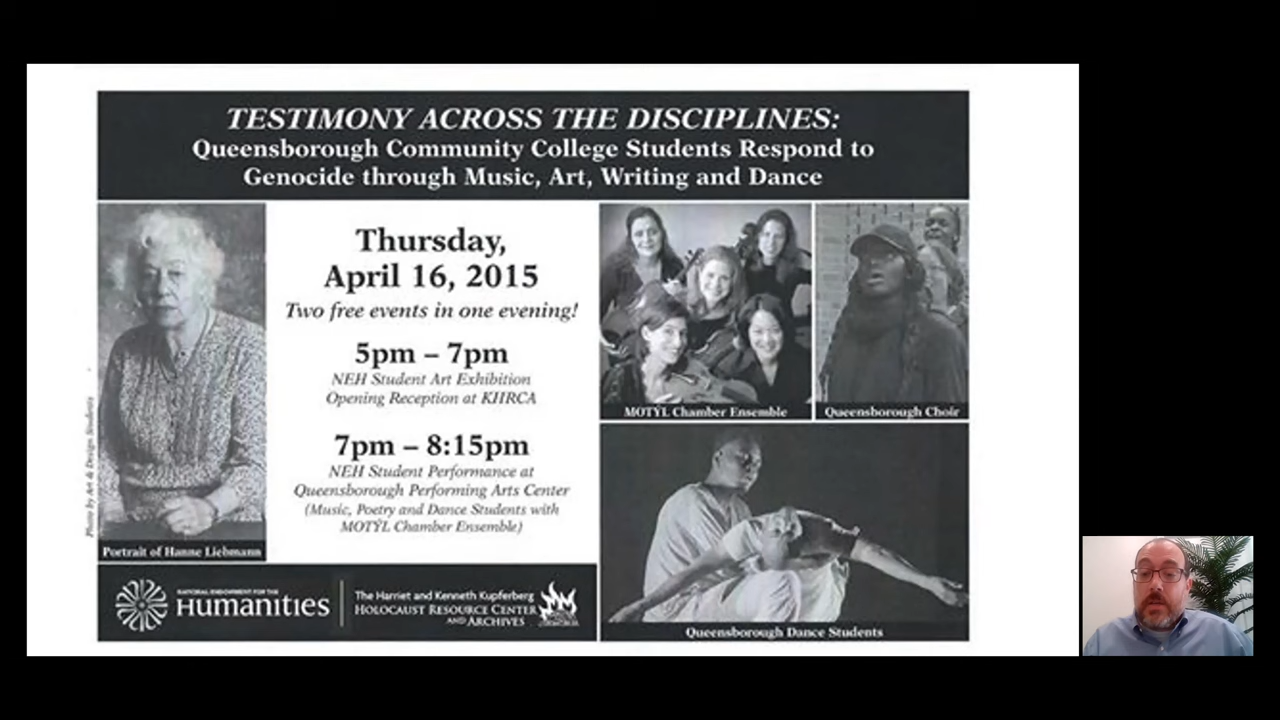 TESTIMONY ACROSS THE DISCIPLINES:
Queensborough Community College Students Respond to
Genocide through Music, Art, Writing and Dance
Photo by Art & Design Students
Portrait of Hanne Liebmann
Thursday,
April 16, 2015
Two free events in one evening!
5pm – 7pm
NEH Student Art Exhibition
Opening Reception at KHRCA
7pm – 8:15pm
NEH Student Performance at
Queensborough Performing Arts Center
(Music, Poetry and Dance Students with
MOTÝL Chamber Ensemble)
MOTÝL Chamber Ensemble
Queensborough Choir
Queensborough Dance Students
NATIONAL ENDOWMENT FOR THE
HUMANITIES
The Harriet and Kenneth Kupferberg
HOLOCAUST RESOURCE CENTER
AND ARCHIVES